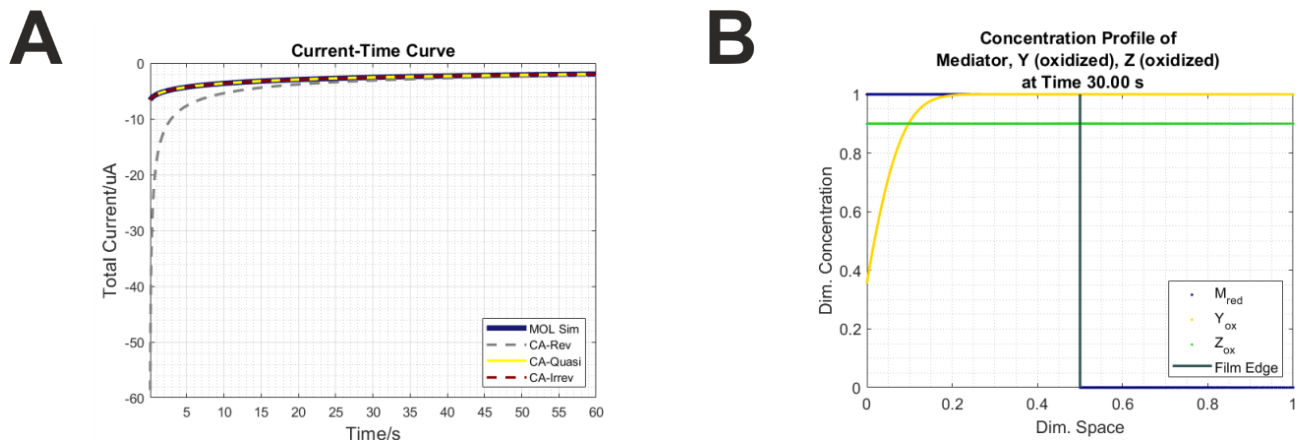 A
Current-Time Curve
Total Current/uA
0
-10
-20
-30
-40
-50
-60
5
10
15
20
25
30
35
40
45
50
55
60
Time/s
MOL Sim
CA-Rev
CA-Quasi
CA-Irrev
B
Concentration Profile of
Mediator, Y (oxidized), Z (oxidized)
at Time 30.00 s
Dim. Concentration
1
0.8
0.6
0.4
0.2
0
0
0.2
0.4
0.6
0.8
1
Dim. Space
M_red
Y_ox
Z_ox
Film Edge